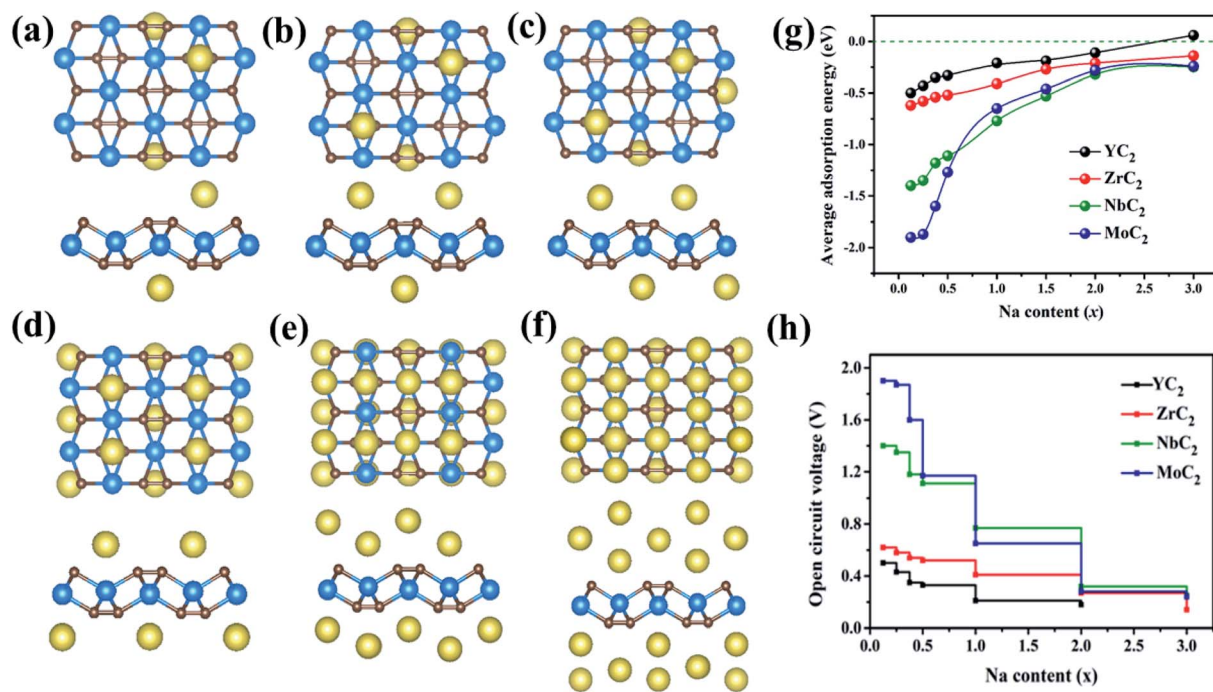 (a)
(b)
(c)
(d)
(e)
(f)
(g)
Average adsorption energy (eV)
0.0
-0.5
-1.0
-1.5
-2.0
YC2
ZrC2
NbC2
MoC2
0.0 0.5 1.0 1.5 2.0 2.5 3.0
Na content (x)
(h)
Open circuit voltage (V)
2.0
1.6
1.2
0.8
0.4
0.0
YC2
ZrC2
NbC2
MoC2
0.0 0.5 1.0 1.5 2.0 2.5 3.0
Na content (x)